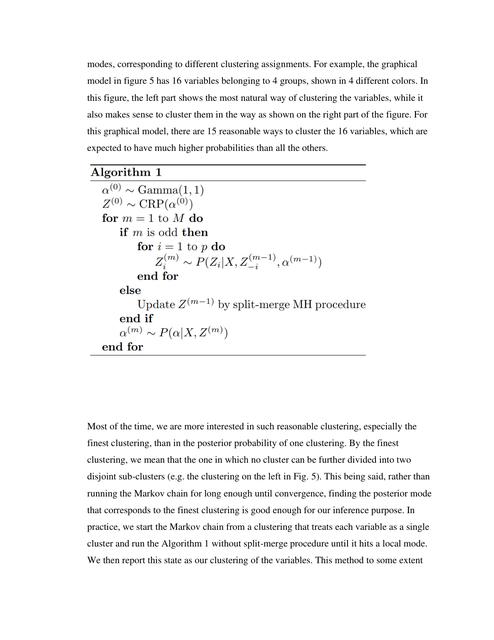 modes, corresponding to different clustering assignments. For example, the graphical
model in figure 5 has 16 variables belonging to 4 groups, shown in 4 different colors. In
this figure, the left part shows the most natural way of clustering the variables, while it
also makes sense to cluster them in the way as shown on the right part of the figure. For
this graphical model, there are 15 reasonable ways to cluster the 16 variables, which are
expected to have much higher probabilities than all the others.
Algorithm 1
α^(0) ∼ Gamma(1, 1)
Z^(0) ∼ CRP(α^(0))
for m = 1 to M do
if m is odd then
for i = 1 to p do
Z_i^(m) ∼ P(Z_i|X, Z_{−i}^(m−1), α^(m−1))
end for
else
Update Z^(m−1) by split-merge MH procedure
end if
α^(m) ∼ P(α|X, Z^(m))
end for
Most of the time, we are more interested in such reasonable clustering, especially the
finest clustering, than in the posterior probability of one clustering. By the finest
clustering, we mean that the one in which no cluster can be further divided into two
disjoint sub-clusters (e.g. the clustering on the left in Fig. 5). This being said, rather than
running the Markov chain for long enough until convergence, finding the posterior mode
that corresponds to the finest clustering is good enough for our inference purpose. In
practice, we start the Markov chain from a clustering that treats each variable as a single
cluster and run the Algorithm 1 without split-merge procedure until it hits a local mode.
We then report this state as our clustering of the variables. This method to some extent